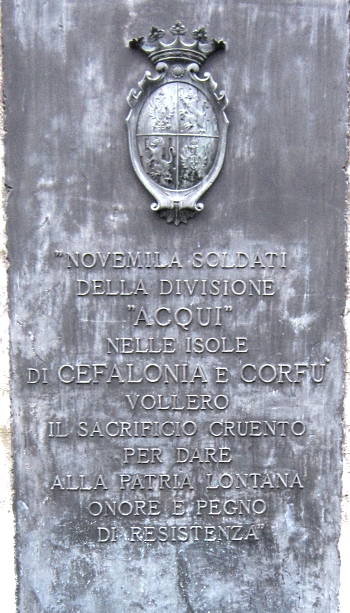 "NOVEMILA SOLDATI
DELLA DIVISIONE
"ACQUI"
NELLE ISOLE
DI CEFALONIA E CORFU'
VOLLERO
IL SACRIFICIO CRUENTO
PER DARE
ALLA PATRIA LONTANA
ONORE E PEGNO
DI RESISTENZA"